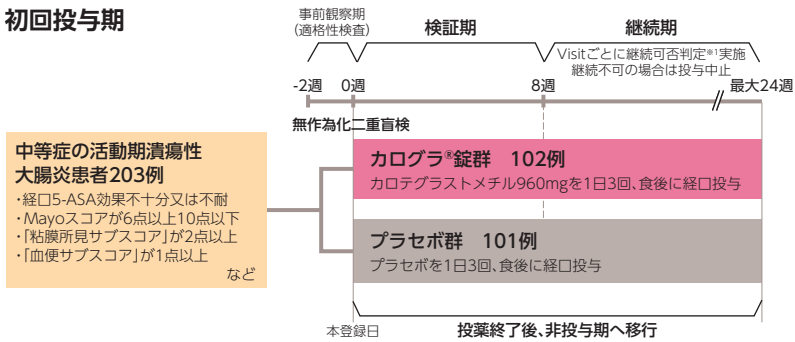 初回投与期
事前観察期
(適格性検査)
検証期
継続期
Visitごとに継続可否判定※1実施
継続不可の場合は投与中止
-2週 0週 8週 最大24週
無作為化二重盲検
中等症の活動期潰瘍性
大腸炎患者203例
・経口5-ASA効果不十分又は不耐
・Mayoスコアが6点以上10点以下
・「粘膜所見サブスコア」が2点以上
・「血便サブスコア」が1点以上
など
カログラ®錠群 102例
カロテグラストメチル960mgを1日3回、食後に経口投与
プラセボ群 101例
プラセボを1日3回、食後に経口投与
本登録日
投薬終了後、非投与期へ移行